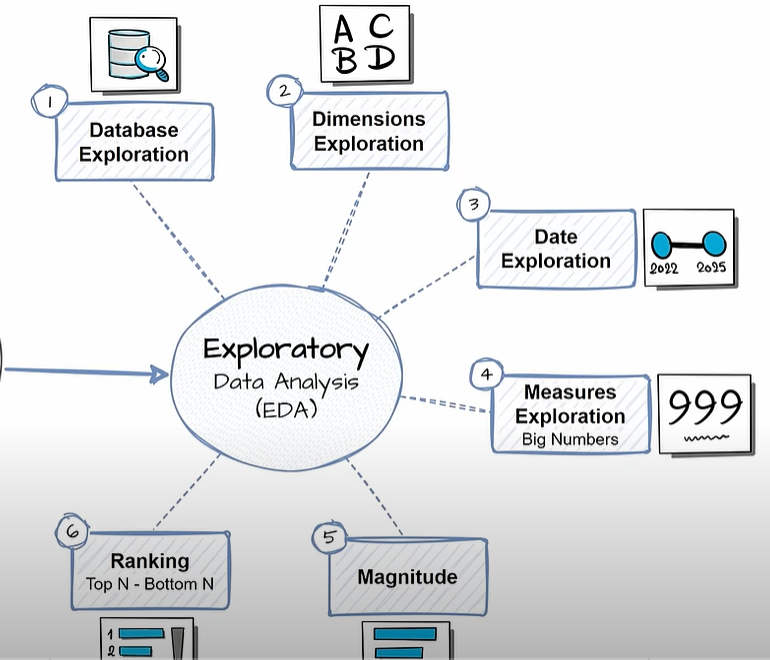 A C
B D
1
Database
Exploration
2
Dimensions
Exploration
3
Date
Exploration
2022 2025
Exploratory
Data Analysis
(EDA)
4
Measures
Exploration
Big Numbers
999
6
Ranking
Top N - Bottom N
5
Magnitude
1
2